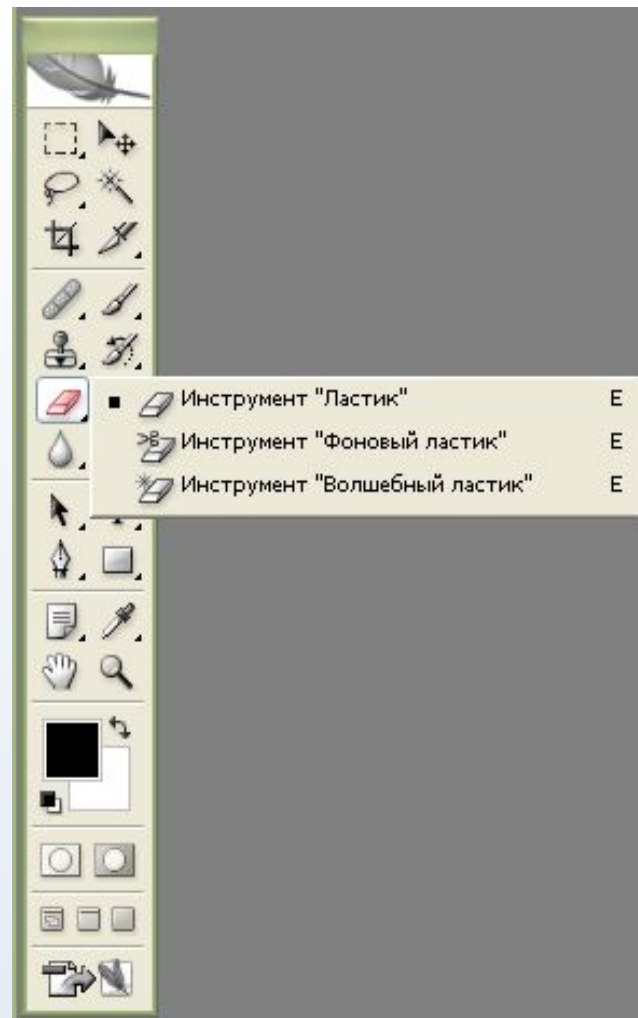 Инструмент "Ластик" E
Инструмент "Фоновый ластик" E
Инструмент "Волшебный ластик" E